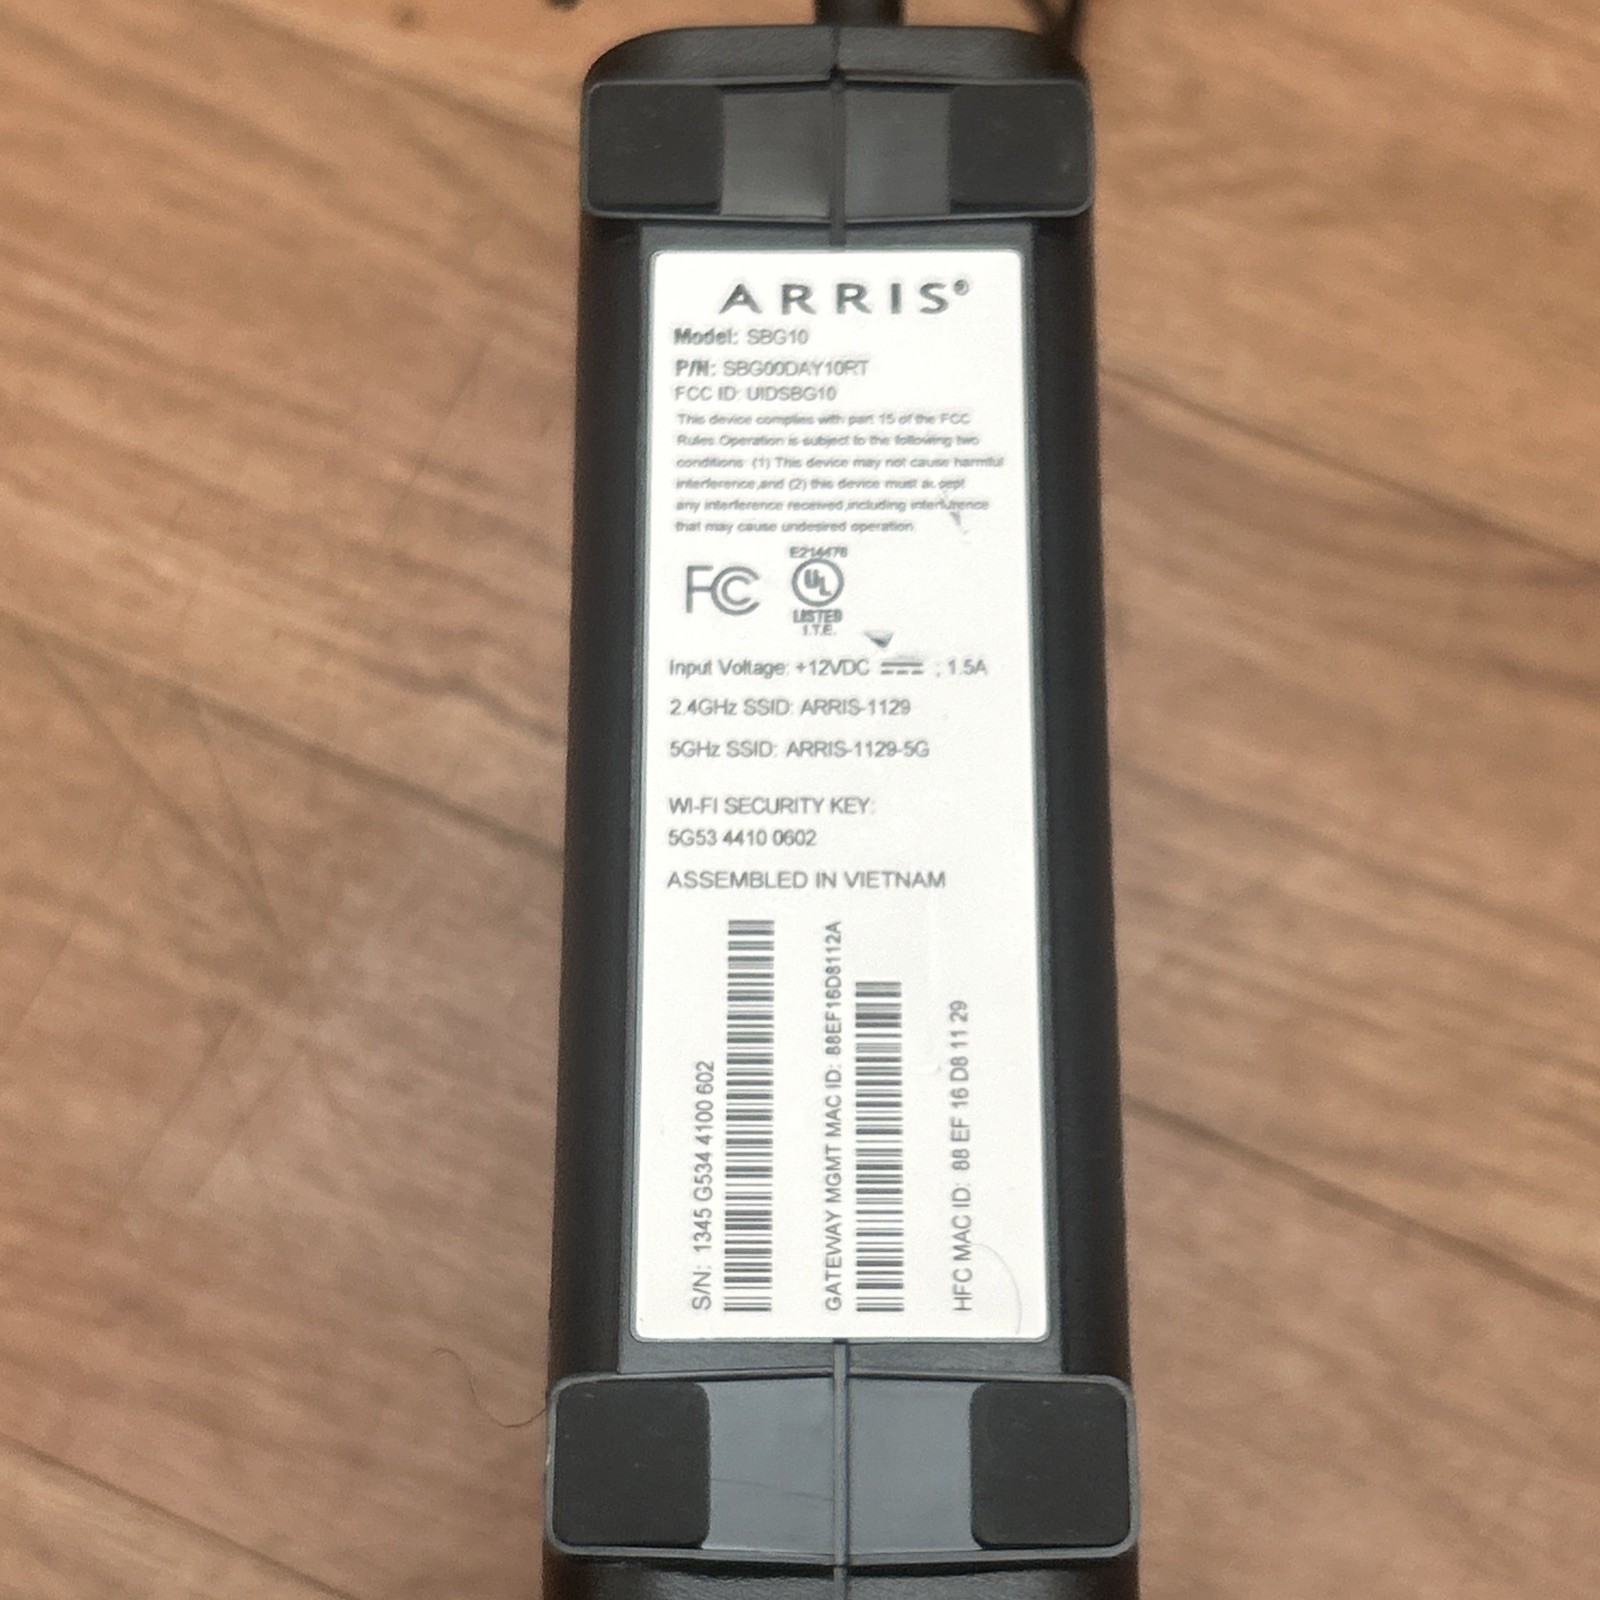 ARRIS®
Model: SBG10
P/N: SBG00DAY10RT
FCC ID: UIDSBG10
This device complies with part 15 of the FCC
Rules Operation is subject to the following two
conditions: (1) This device may not cause harmful
interference,and (2) this device must accept
any interference received,including interference
that may cause undesired operation.
E214476
FC
UL
LISTED
I.T.E.
Input Voltage: +12VDC ; 1.5A
2.4GHz SSID: ARRIS-1129
5GHz SSID: ARRIS-1129-5G
WI-FI SECURITY KEY:
5G53 4410 0602
ASSEMBLED IN VIETNAM
S/N: 1345 G534 4100 602
GATEWAY MGMT MAC ID: 88EF16D8112A
HFC MAC ID: 88 EF 16 D8 11 29